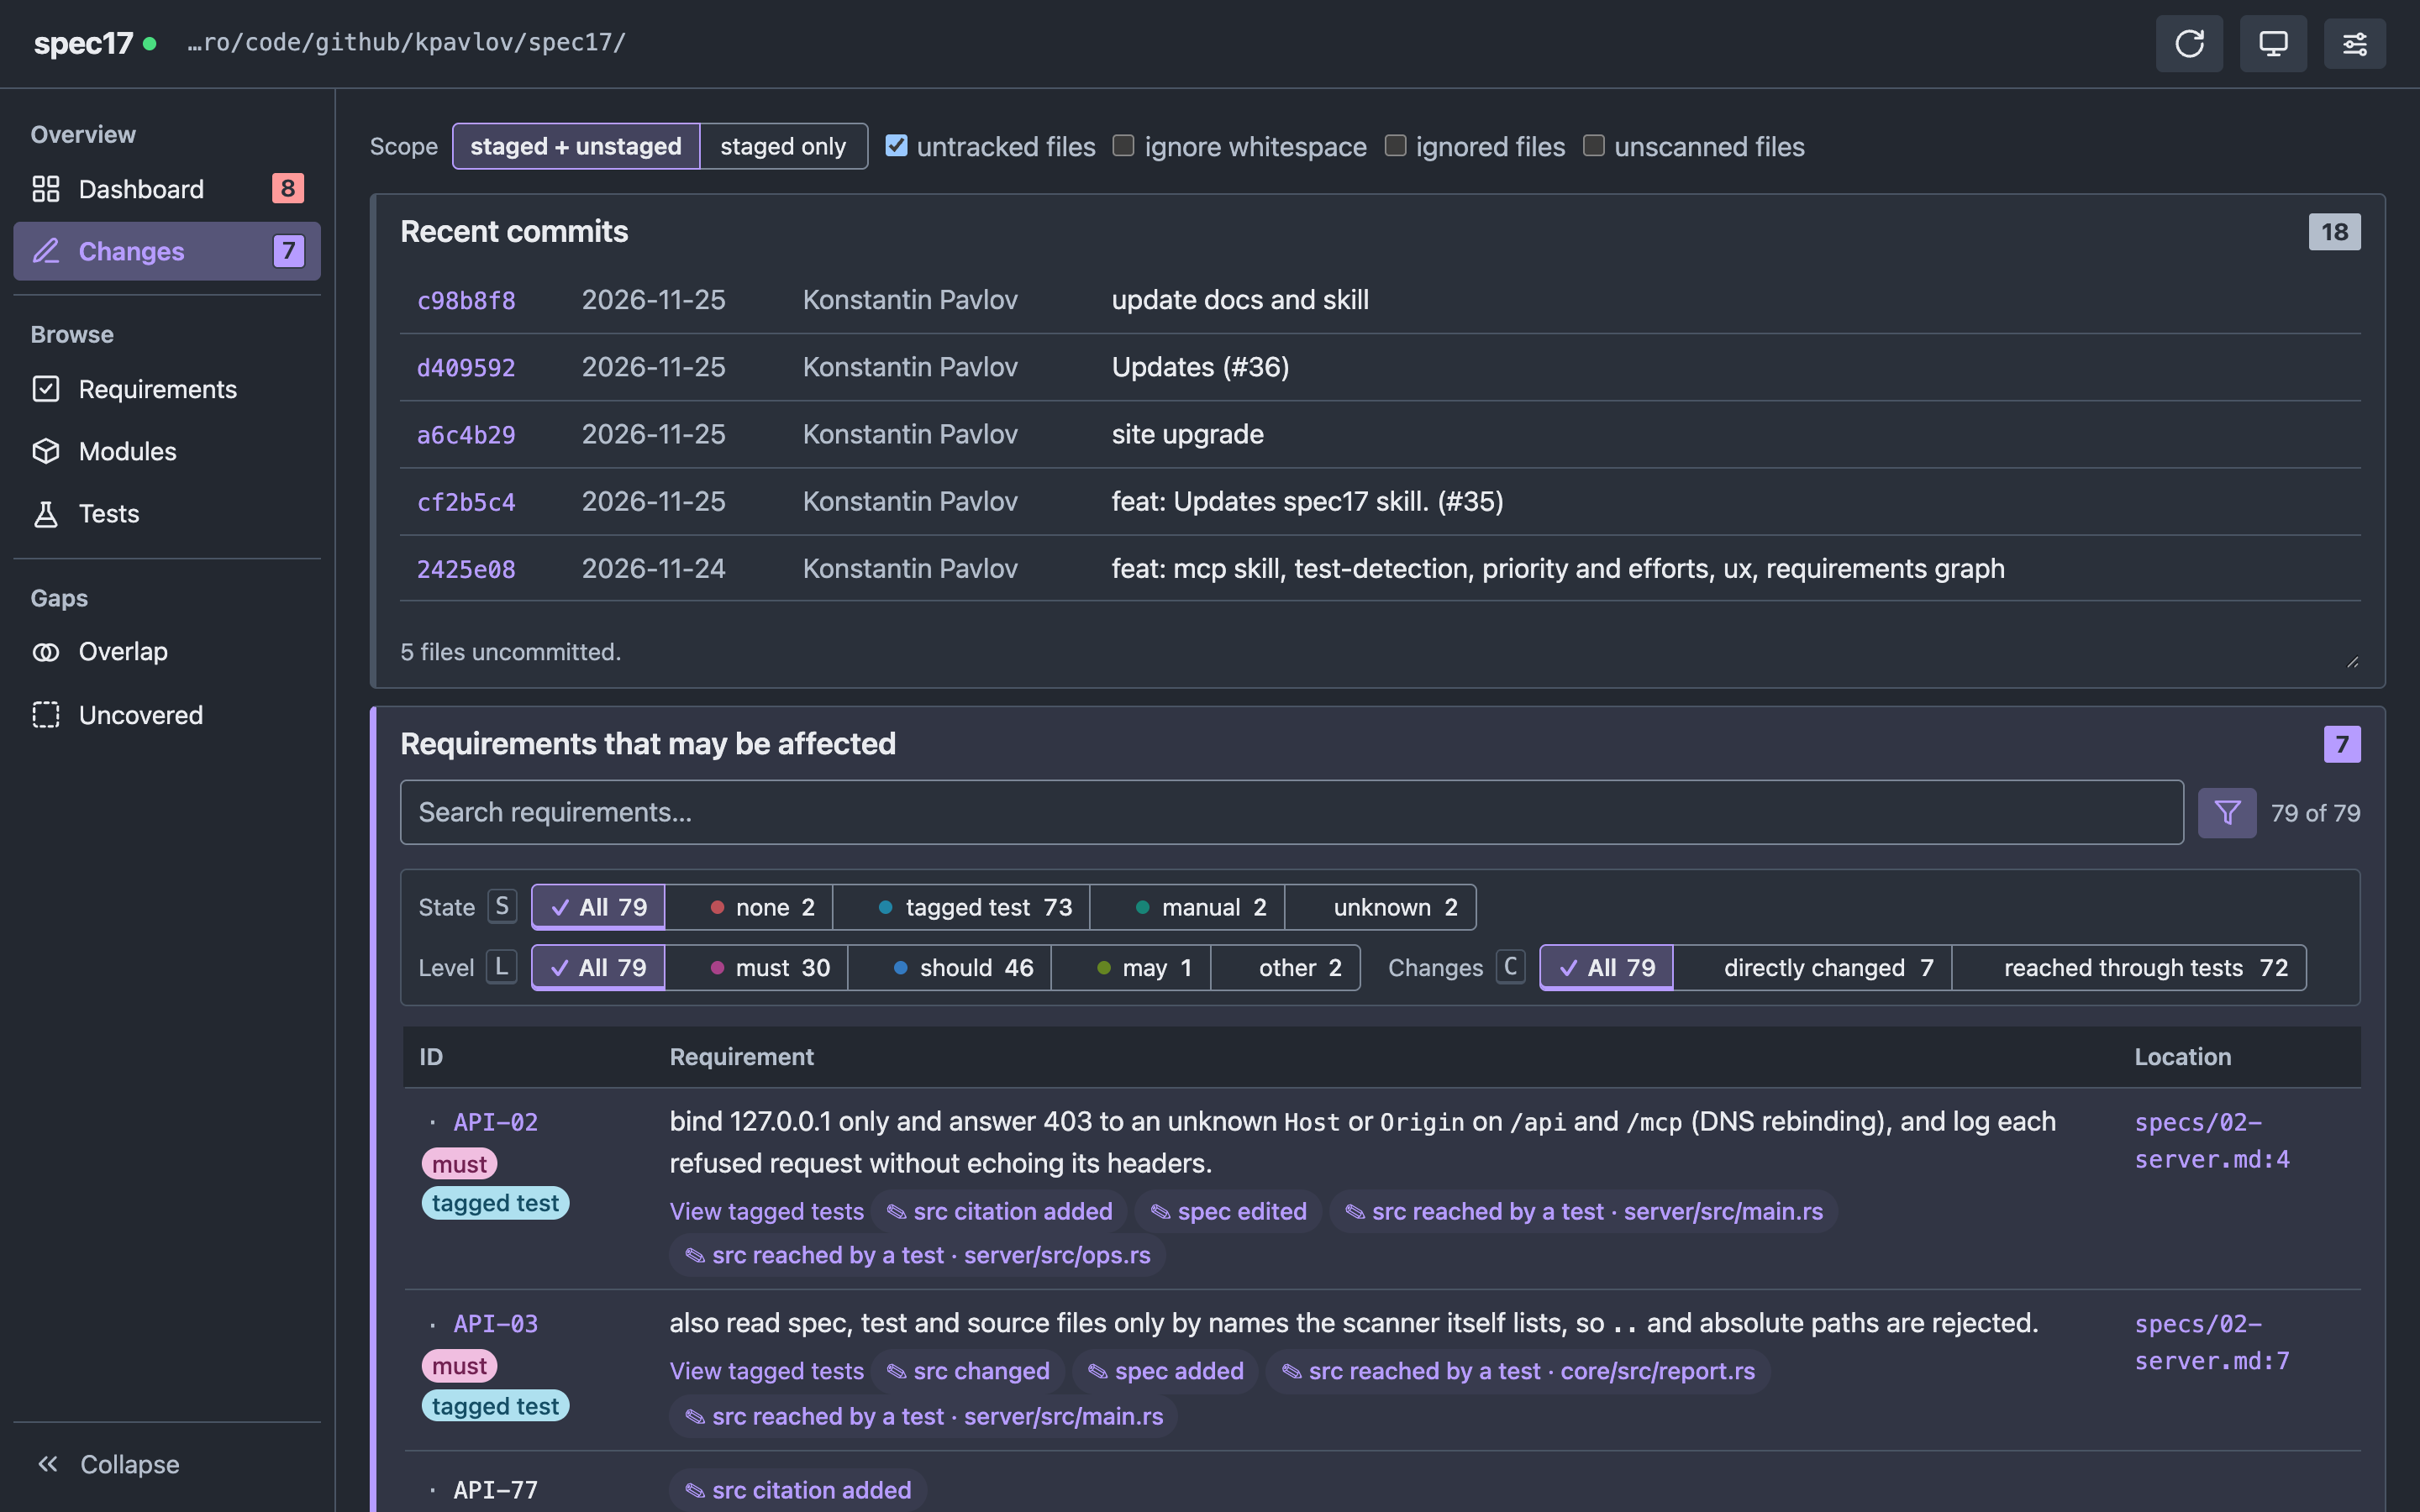 spec17 …ro/code/github/kpavlov/spec17/
Overview
Dashboard 8
Changes 7
Browse
Requirements
Modules
Tests
Gaps
Overlap
Uncovered
Collapse
Scope staged + unstaged staged only untracked files ignore whitespace ignored files unscanned files
Recent commits 18
c98b8f8 2026-11-25 Konstantin Pavlov update docs and skill
d409592 2026-11-25 Konstantin Pavlov Updates (#36)
a6c4b29 2026-11-25 Konstantin Pavlov site upgrade
cf2b5c4 2026-11-25 Konstantin Pavlov feat: Updates spec17 skill. (#35)
2425e08 2026-11-24 Konstantin Pavlov feat: mcp skill, test-detection, priority and efforts, ux, requirements graph
5 files uncommitted.
Requirements that may be affected 7
Search requirements... 79 of 79
State S All 79 none 2 tagged test 73 manual 2 unknown 2
Level L All 79 must 30 should 46 may 1 other 2 Changes C All 79 directly changed 7 reached through tests 72
ID Requirement Location
API-02 bind 127.0.0.1 only and answer 403 to an unknown Host or Origin on /api and /mcp (DNS rebinding), and log each specs/02-
must refused request without echoing its headers. server.md:4
tagged test View tagged tests src citation added spec edited src reached by a test · server/src/main.rs
src reached by a test · server/src/ops.rs
API-03 also read spec, test and source files only by names the scanner itself lists, so .. and absolute paths are rejected. specs/02-
must View tagged tests src changed spec added src reached by a test · core/src/report.rs server.md:7
tagged test src reached by a test · server/src/main.rs
API-77 src citation added